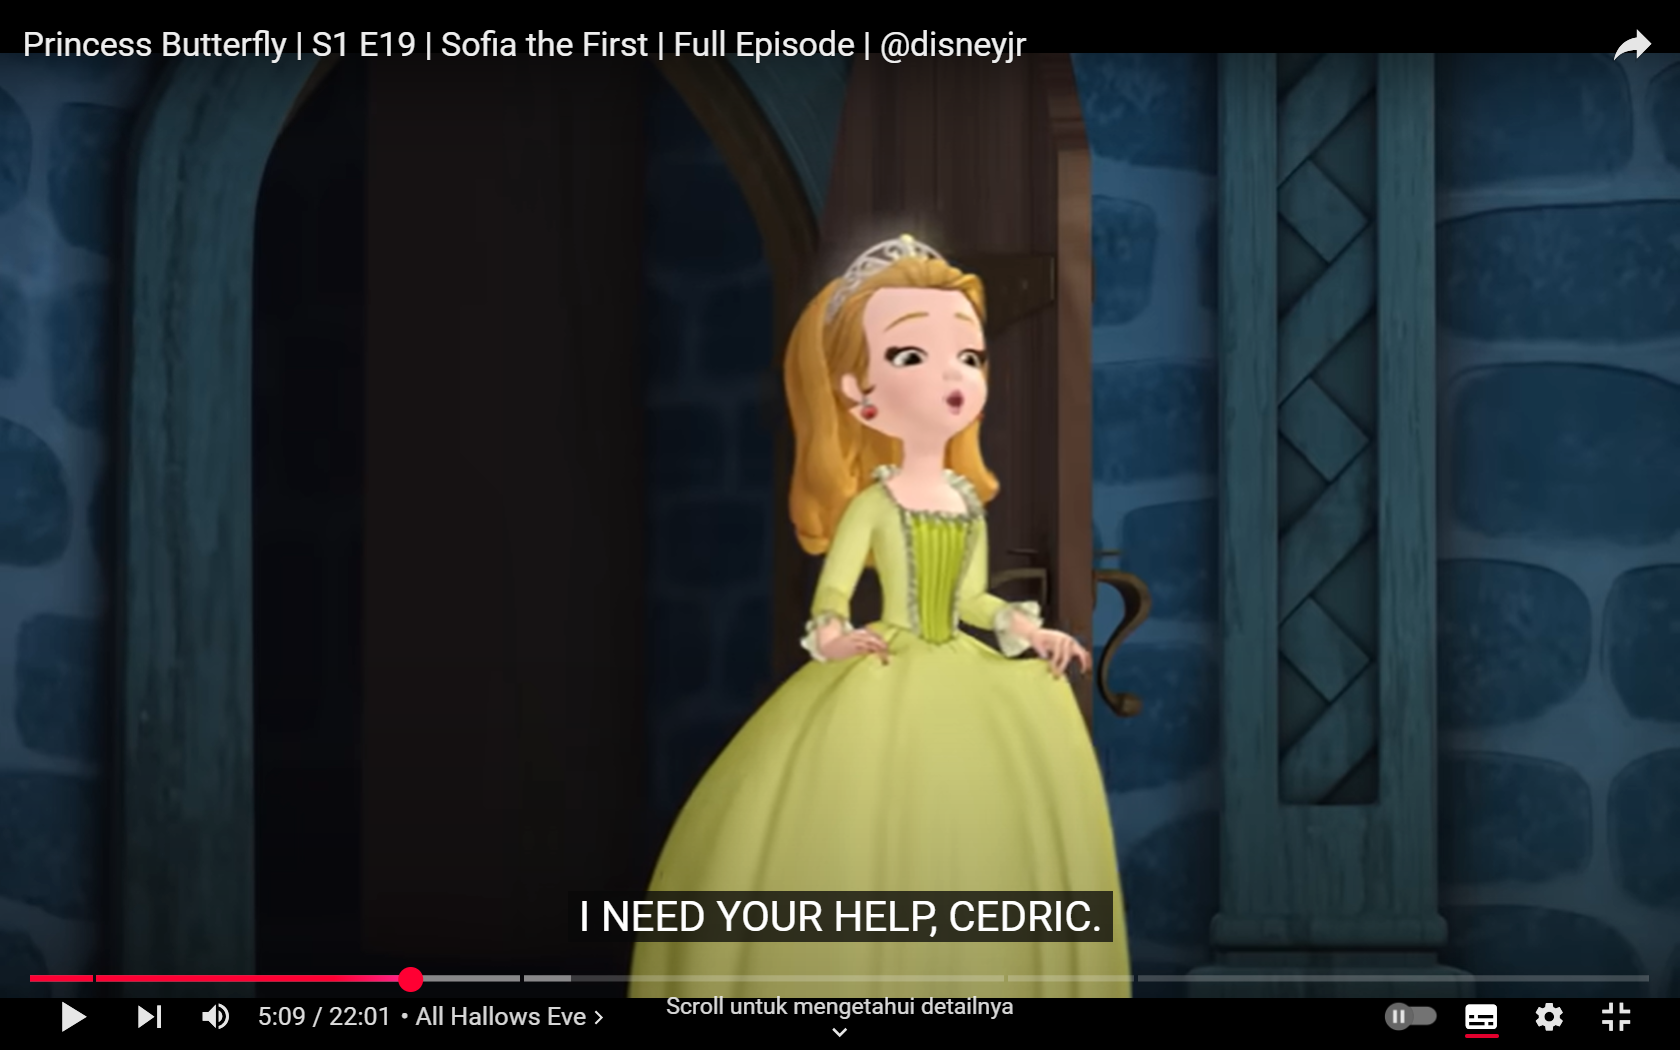 Princess Butterfly | S1 E19 | Sofia the First | Full Episode | @disneyjr
I NEED YOUR HELP, CEDRIC.
5:09 / 22:01 • All Hallows Eve >
Scroll untuk mengetahui detailnya